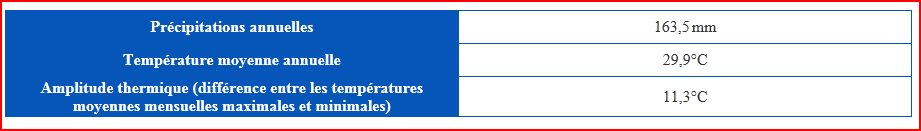 Précipitations annuelles 163,5 mm
Température moyenne annuelle 29,9°C
Amplitude thermique (différence entre les températures
moyennes mensuelles maximales et minimales) 11,3°C